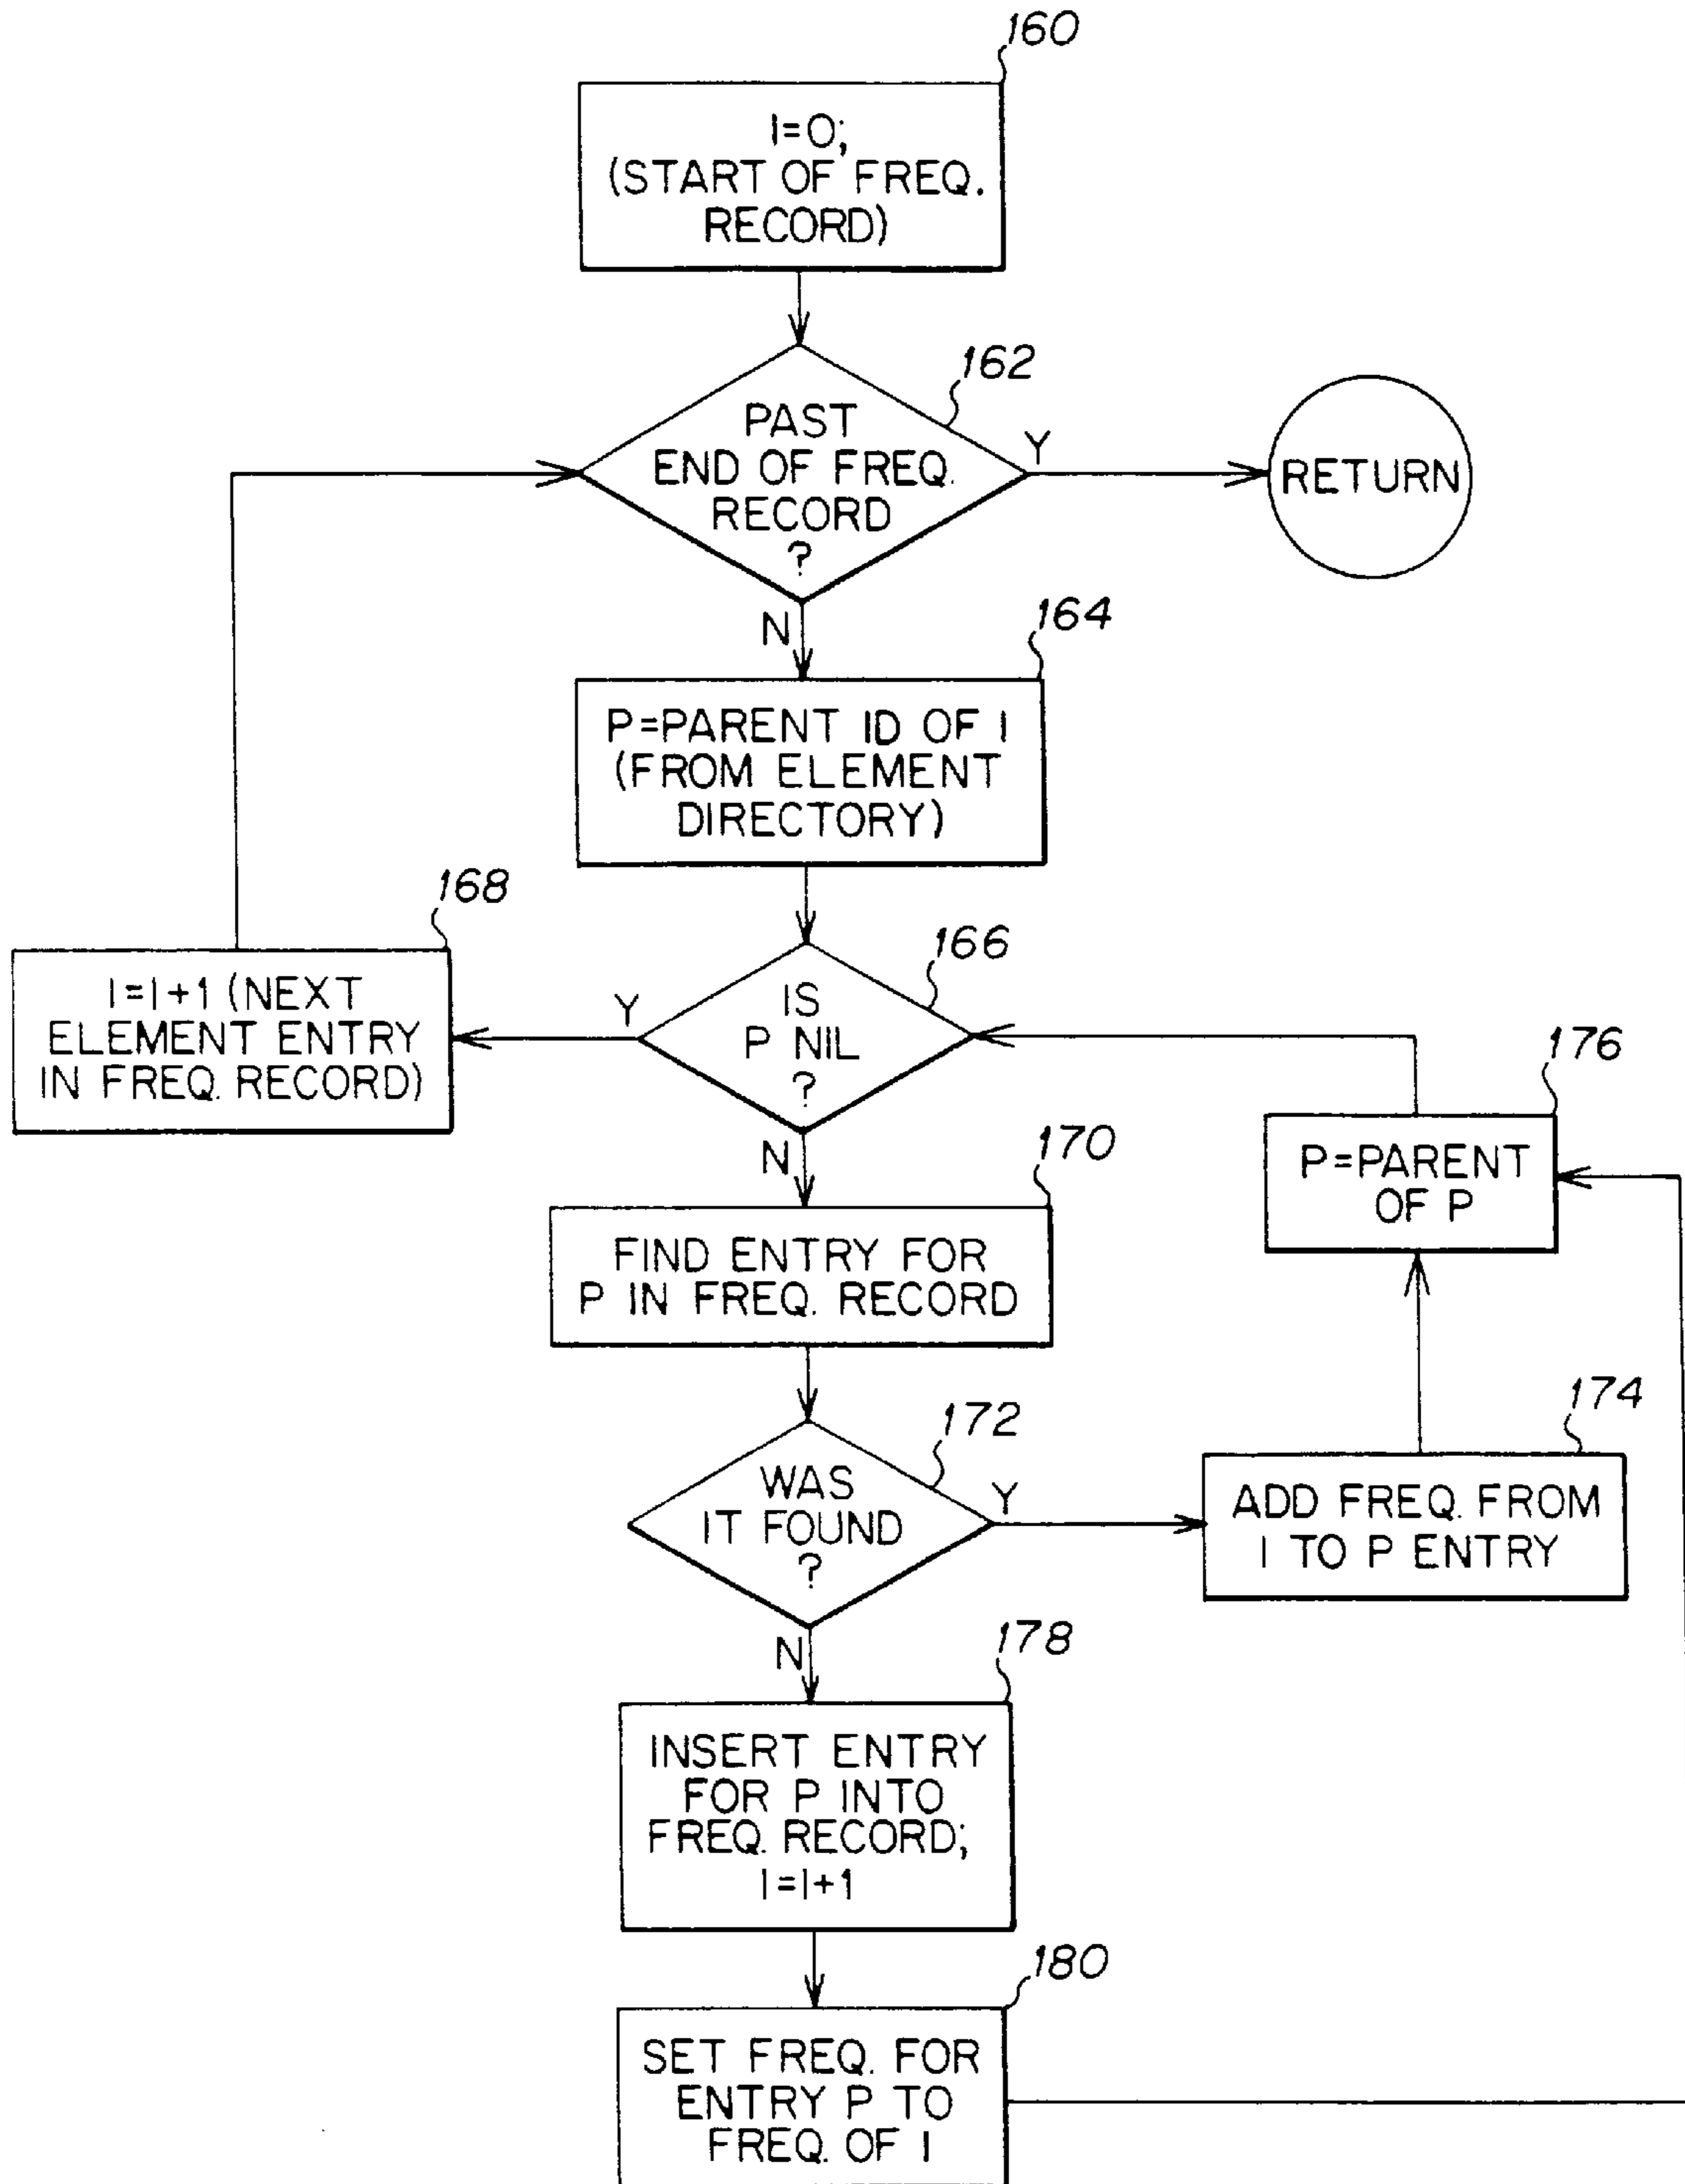 160
I=0;
(START OF FREQ.
RECORD)
162
PAST
END OF FREQ.
RECORD
?
Y
RETURN
N
164
P=PARENT ID OF I
(FROM ELEMENT
DIRECTORY)
168
I=I+1 (NEXT
ELEMENT ENTRY
IN FREQ. RECORD)
166
Y
IS
P NIL
?
176
P=PARENT
OF P
N
170
FIND ENTRY FOR
P IN FREQ. RECORD
172
WAS
IT FOUND
?
Y
174
ADD FREQ. FROM
I TO P ENTRY
N
178
INSERT ENTRY
FOR P INTO
FREQ. RECORD;
I=I+1
180
SET FREQ. FOR
ENTRY P TO
FREQ. OF I